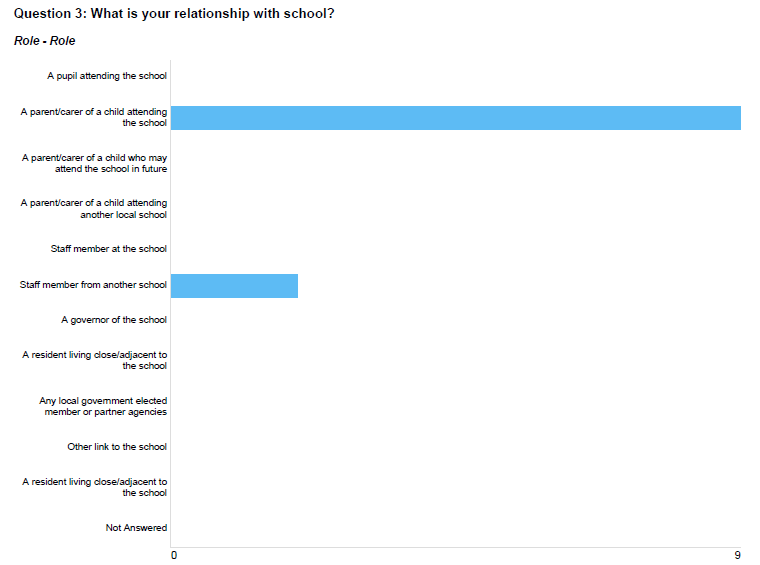 Question 3: What is your relationship with school?
Role - Role
A pupil attending the school
A parent/carer of a child attending
the school
A parent/carer of a child who may
attend the school in future
A parent/carer of a child attending
another local school
Staff member at the school
Staff member from another school
A governor of the school
A resident living close/adjacent to
the school
Any local government elected
member or partner agencies
Other link to the school
A resident living close/adjacent to
the school
Not Answered
0 9